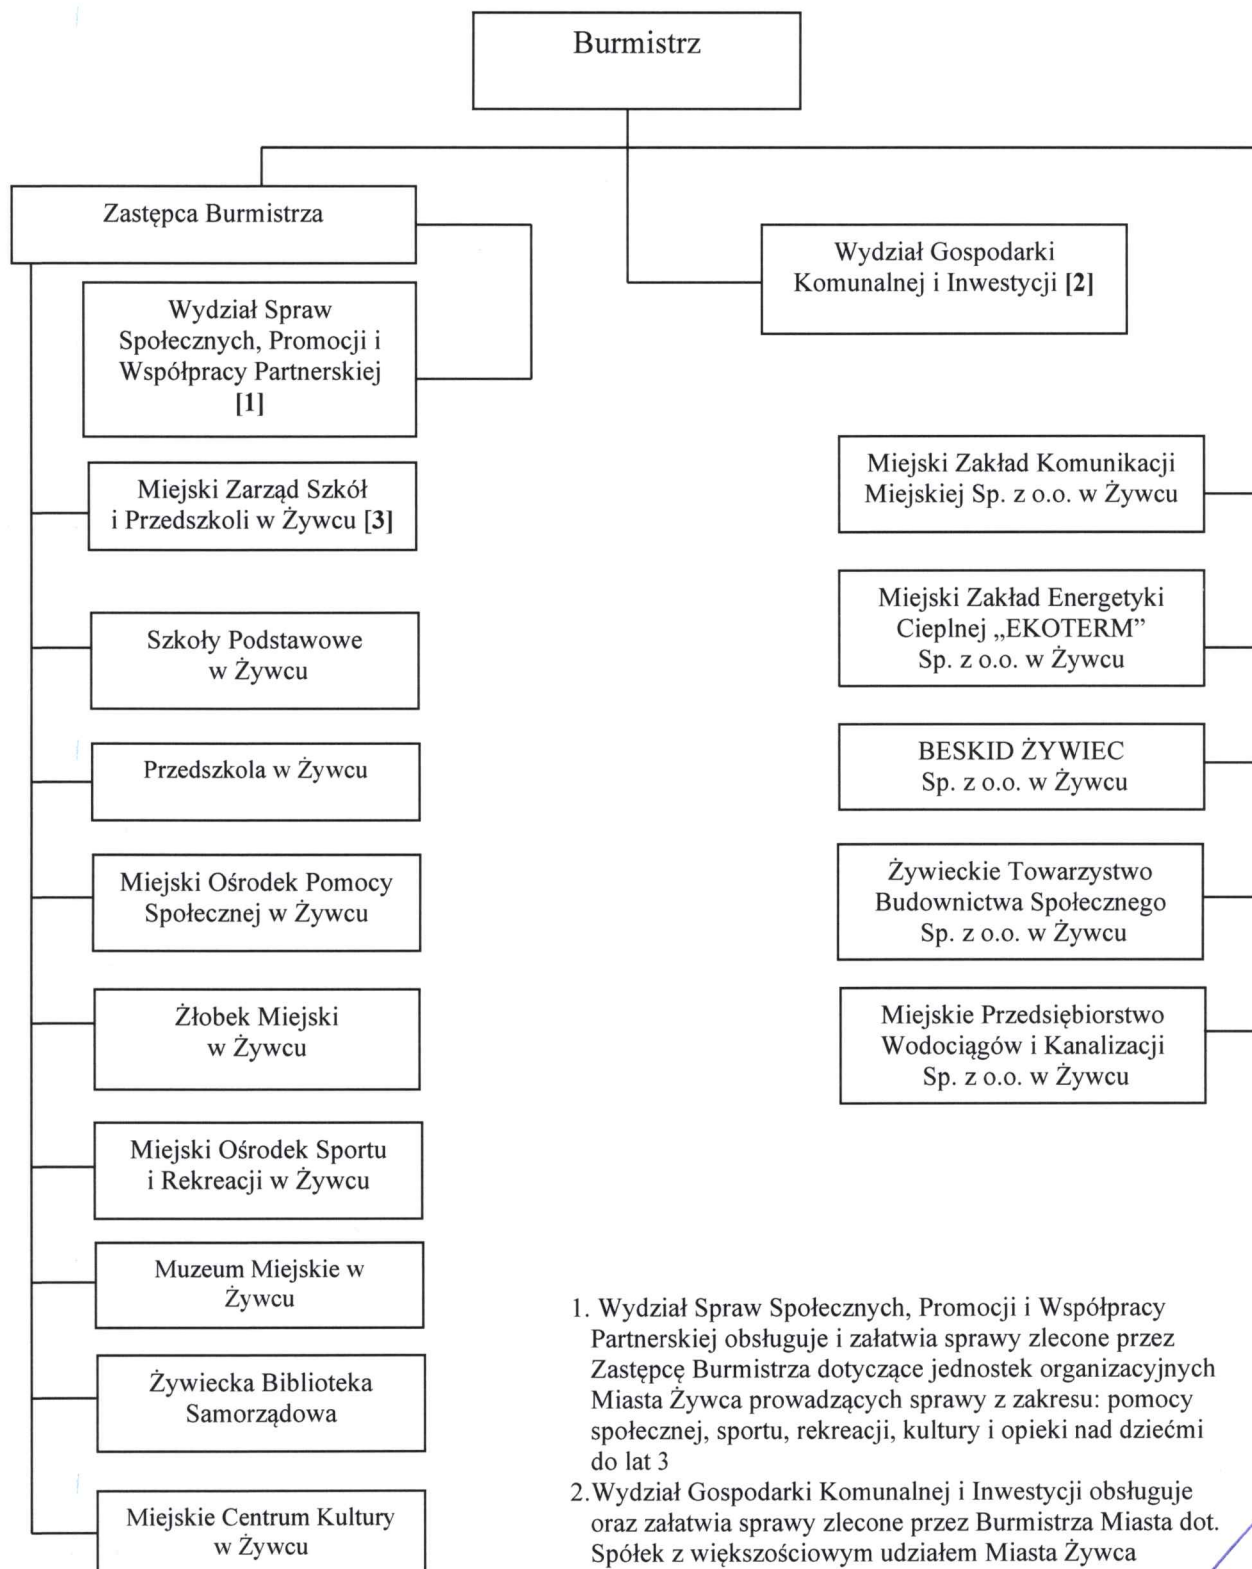 Burmistrz
Zastępca Burmistrza
Wydział Spraw
Społecznych, Promocji i
Współpracy Partnerskiej
[1]
Miejski Zarząd Szkół
i Przedszkoli w Żywcu [3]
Szkoły Podstawowe
w Żywcu
Przedszkola w Żywcu
Miejski Ośrodek Pomocy
Społecznej w Żywcu
Żłobek Miejski
w Żywcu
Miejski Ośrodek Sportu
i Rekreacji w Żywcu
Muzeum Miejskie w
Żywcu
Żywiecka Biblioteka
Samorządowa
Miejskie Centrum Kultury
w Żywcu
Wydział Gospodarki
Komunalnej i Inwestycji [2]
Miejski Zakład Komunikacji
Miejskiej Sp. z o.o. w Żywcu
Miejski Zakład Energetyki
Cieplnej „EKOTERM”
Sp. z o.o. w Żywcu
BESKID ŻYWIEC
Sp. z o.o. w Żywcu
Żywieckie Towarzystwo
Budownictwa Społecznego
Sp. z o.o. w Żywcu
Miejskie Przedsiębiorstwo
Wodociągów i Kanalizacji
Sp. z o.o. w Żywcu
1. Wydział Spraw Społecznych, Promocji i Współpracy
Partnerskiej obsługuje i załatwia sprawy zlecone przez
Zastępcę Burmistrza dotyczące jednostek organizacyjnych
Miasta Żywca prowadzących sprawy z zakresu: pomocy
społecznej, sportu, rekreacji, kultury i opieki nad dziećmi
do lat 3
2.Wydział Gospodarki Komunalnej i Inwestycji obsługuje
oraz załatwia sprawy zlecone przez Burmistrza Miasta dot.
Spółek z większościowym udziałem Miasta Żywca